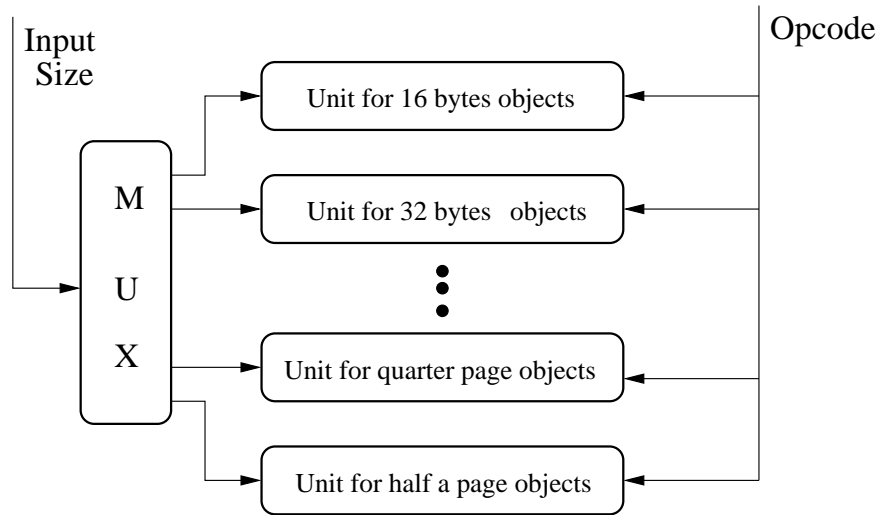 Input
Size
Opcode
Unit for 16 bytes objects
M
U
X
Unit for 32 bytes objects
Unit for quarter page objects
Unit for half a page objects